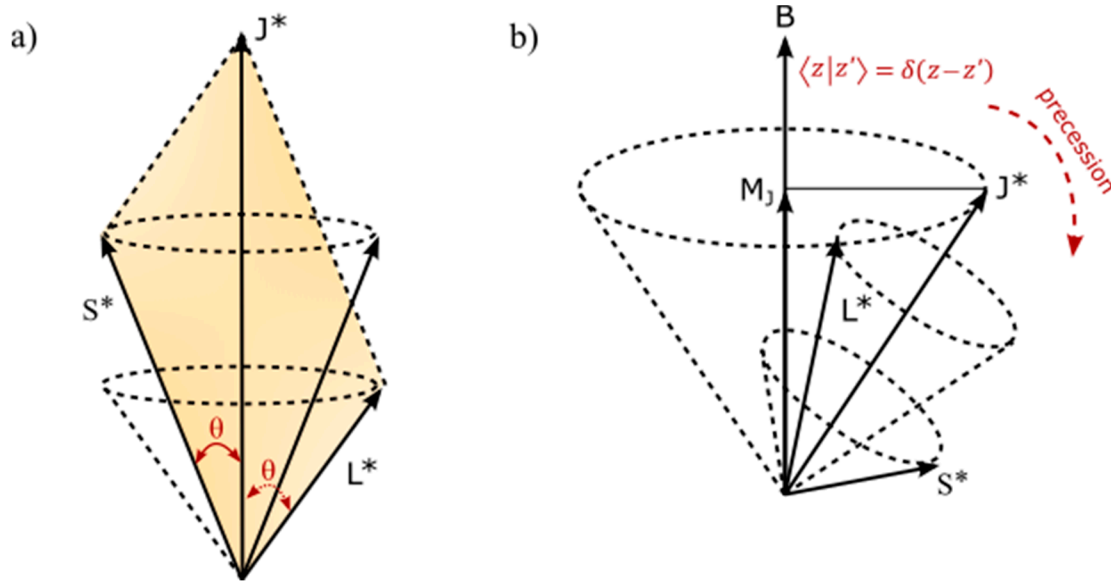 a)
J*
S*
θ
θ
L*
b)
B
⟨z|z′⟩ = δ(z−z′)
precession
M_J
J*
L*
S*